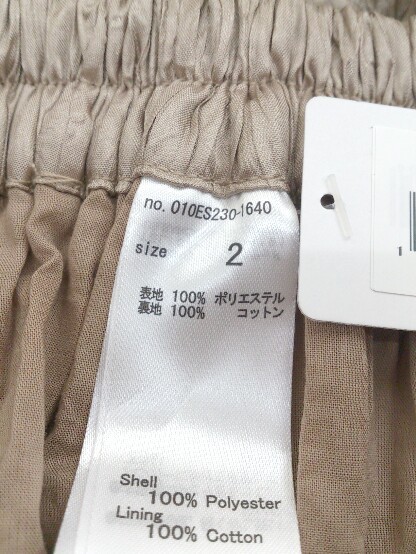 no. 010ES230-1640
size 2
表地 100% ポリエステル
裏地 100% コットン
Shell
100% Polyester
Lining
100% Cotton
1